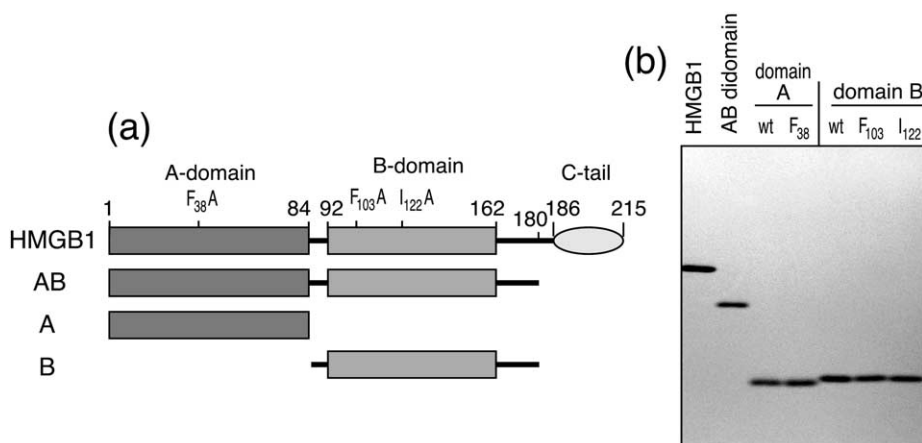 (a)
A-domain
F₃₈A
B-domain
F₁₀₃A I₁₂₂A
C-tail
1 84 92 162 180 186 215
HMGB1
AB
A
B
(b)
HMGB1
AB didomain
domain A
wt F₃₈
domain B
wt F₁₀₃ I₁₂₂